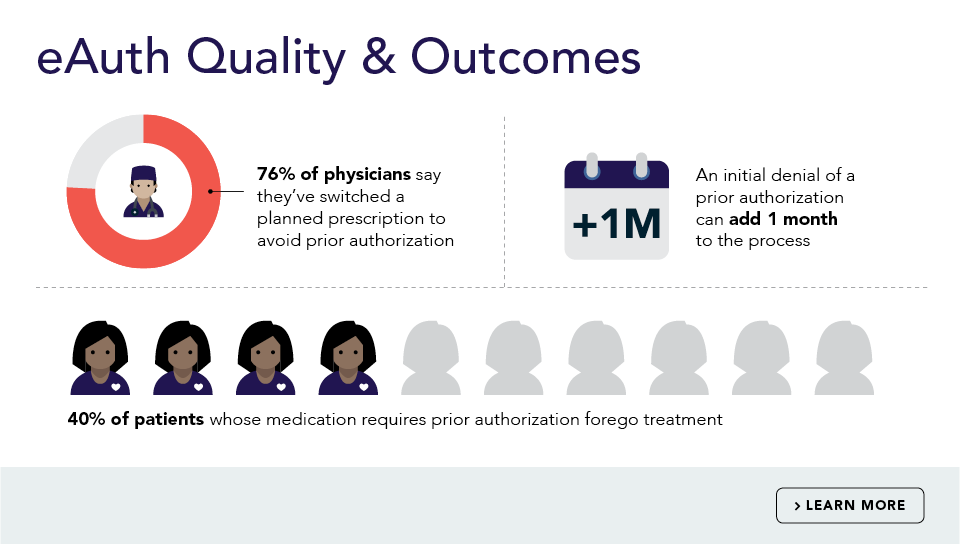 eAuth Quality & Outcomes
76% of physicians say
they’ve switched a
planned prescription to
avoid prior authorization
+1M
An initial denial of a
prior authorization
can add 1 month
to the process
40% of patients whose medication requires prior authorization forego treatment
> LEARN MORE